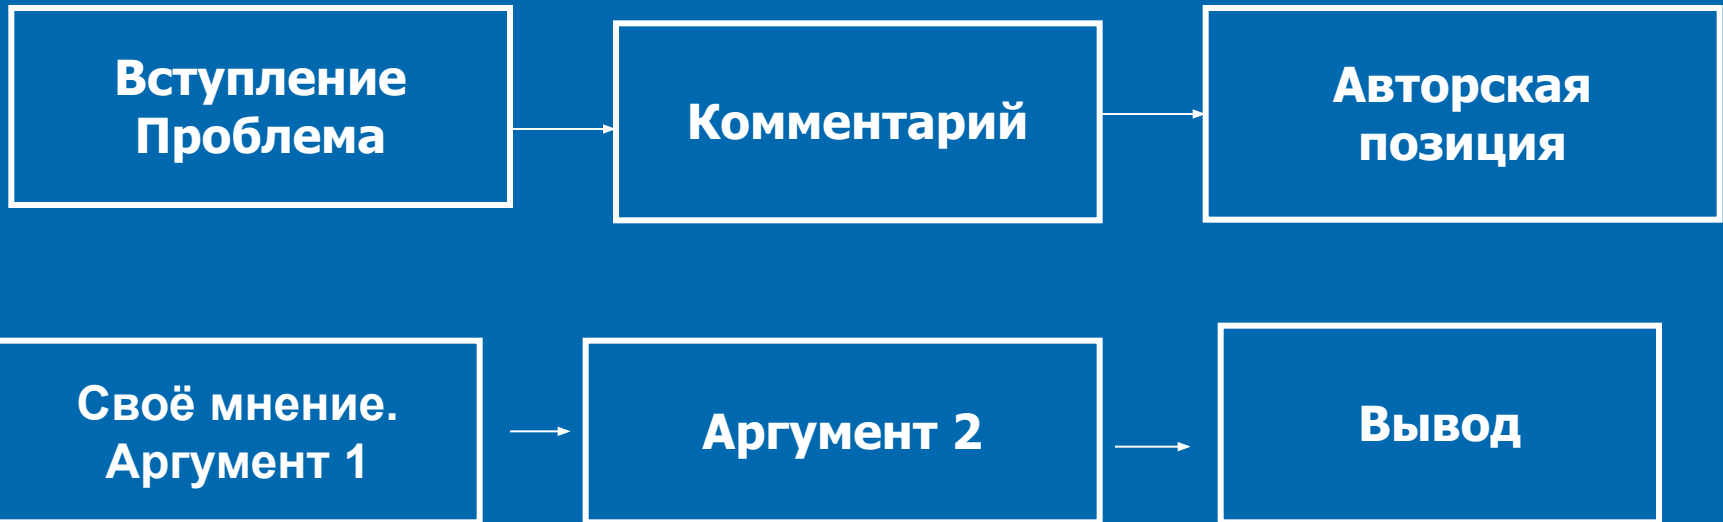 Вступление
Проблема
Комментарий
Авторская
позиция
Своё мнение.
Аргумент 1
Аргумент 2
Вывод